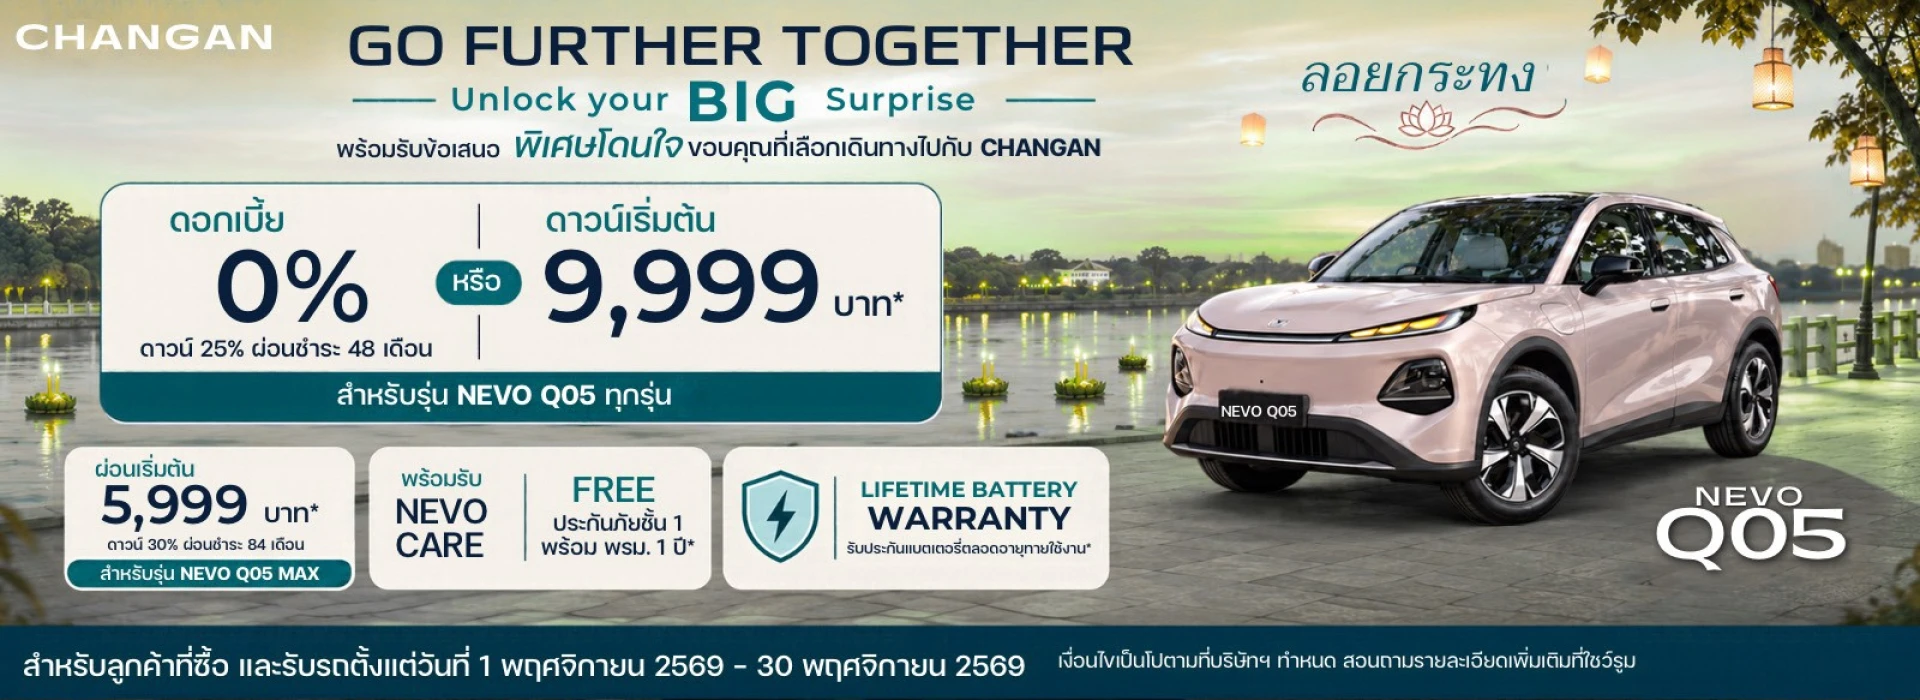 CHANGAN
GO FURTHER TOGETHER
Unlock your BIG Surprise
พร้อมรับข้อเสนอ พิเศษโดนใจ ขอบคุณที่เลือกเดินทางไปกับ CHANGAN
ลอยกระทง
ดอกเบี้ย
0%
ดาวน์ 25% ผ่อนชำระ 48 เดือน
หรือ
ดาวน์เริ่มต้น
9,999 บาท*
สำหรับรุ่น NEVO Q05 ทุกรุ่น
ผ่อนเริ่มต้น
5,999 บาท*
ดาวน์ 30% ผ่อนชำระ 84 เดือน
สำหรับรุ่น NEVO Q05 MAX
พร้อมรับ
NEVO
CARE
FREE
ประกันภัยชั้น 1
พร้อม พรบ. 1 ปี*
LIFETIME BATTERY
WARRANTY
รับประกันแบตเตอรี่ตลอดอายุกายใช้งาน*
NEVO Q05
NEVO
Q05
สำหรับลูกค้าที่ซื้อ และรับรถตั้งแต่วันที่ 1 พฤศจิกายน 2569 - 30 พฤศจิกายน 2569
เงื่อนไขเป็นไปตามที่บริษัทฯ กำหนด สอบถามรายละเอียดเพิ่มเติมที่โชว์รูม